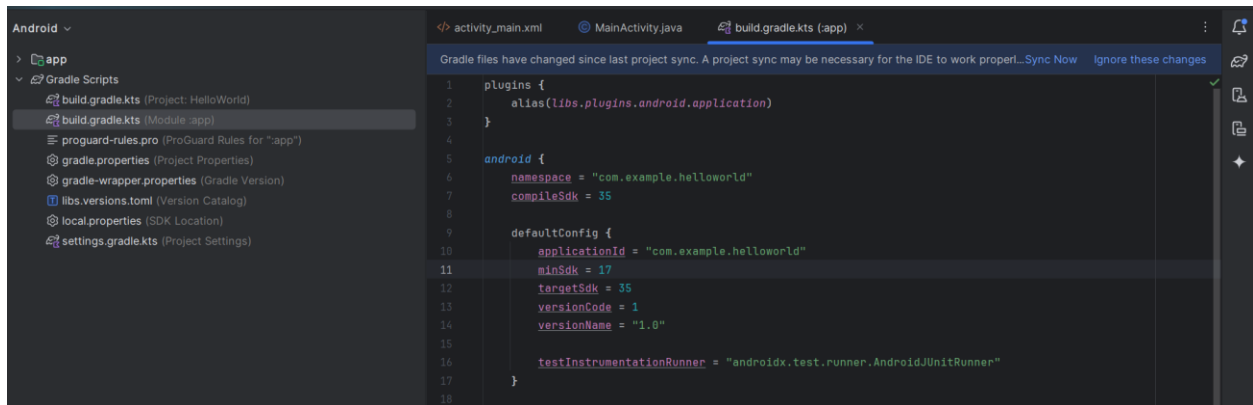 Android
app
Gradle Scripts
build.gradle.kts (Project: HelloWorld)
build.gradle.kts (Module :app)
proguard-rules.pro (ProGuard Rules for ":app")
gradle.properties (Project Properties)
gradle-wrapper.properties (Gradle Version)
libs.versions.toml (Version Catalog)
local.properties (SDK Location)
settings.gradle.kts (Project Settings)
activity_main.xml MainActivity.java build.gradle.kts (:app)
Gradle files have changed since last project sync. A project sync may be necessary for the IDE to work properl... Sync Now Ignore these changes
1 plugins {
2 alias(libs.plugins.android.application)
3 }
4
5 android {
6 namespace = "com.example.helloworld"
7 compileSdk = 35
8
9 defaultConfig {
10 applicationId = "com.example.helloworld"
11 minSdk = 17
12 targetSdk = 35
13 versionCode = 1
14 versionName = "1.0"
15
16 testInstrumentationRunner = "androidx.test.runner.AndroidJUnitRunner"
17 }
18